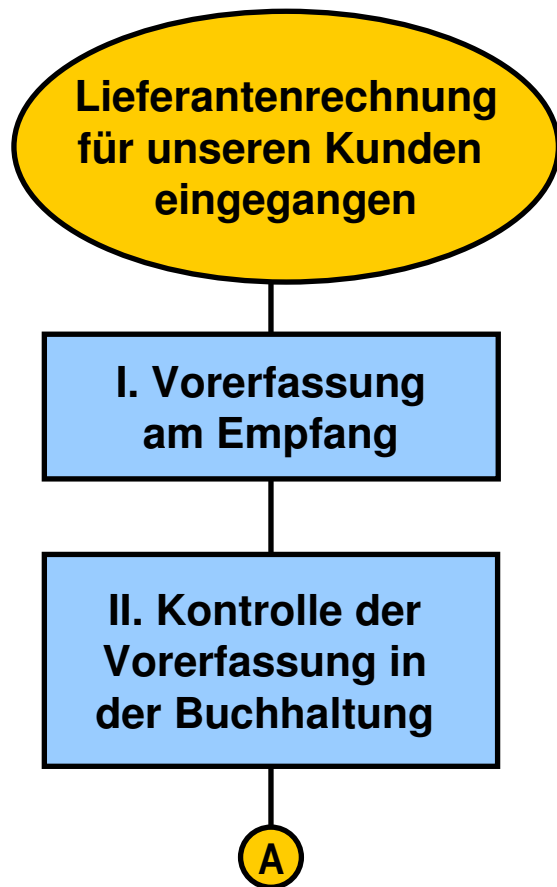 Lieferantenrechnung
für unseren Kunden
eingegangen
I. Vorerfassung
am Empfang
II. Kontrolle der
Vorerfassung in
der Buchhaltung
A